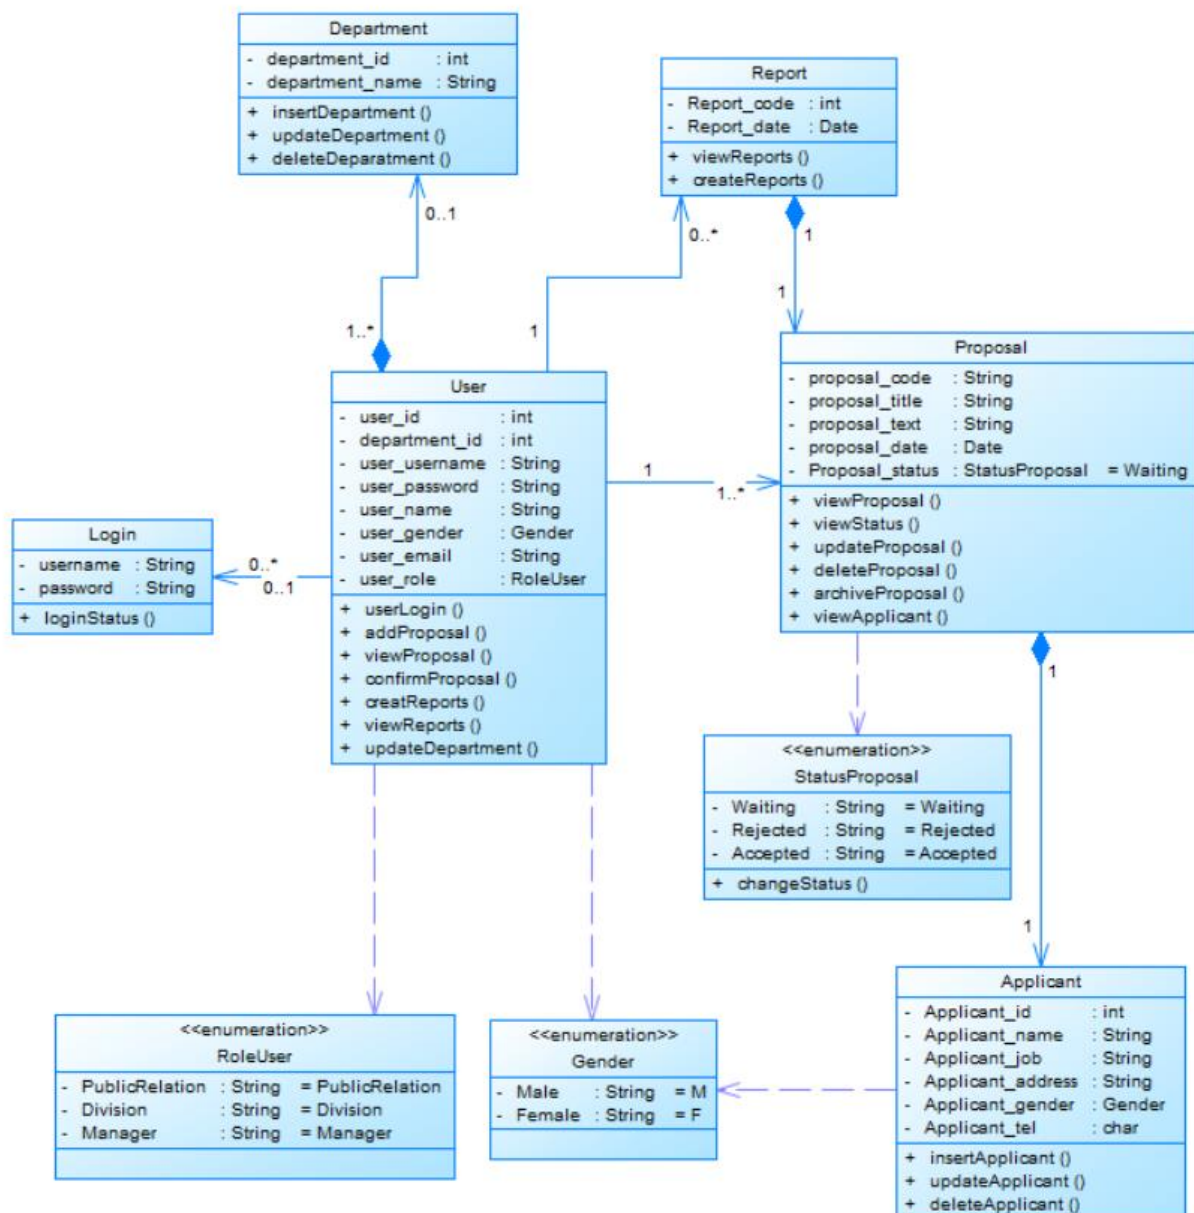 Department
- department_id : int
- department_name : String
+ insertDepartment ()
+ updateDepartment ()
+ deleteDeparatment ()
Report
- Report_code : int
- Report_date : Date
+ viewReports ()
+ createReports ()
0..1
0..*
1
1
1..*
1
User
- user_id : int
- department_id : int
- user_username : String
- user_password : String
- user_name : String
- user_gender : Gender
- user_email : String
- user_role : RoleUser
+ userLogin ()
+ addProposal ()
+ viewProposal ()
+ confirmProposal ()
+ creatReports ()
+ viewReports ()
+ updateDepartment ()
1
1..*
Proposal
- proposal_code : String
- proposal_title : String
- proposal_text : String
- proposal_date : Date
- Proposal_status : StatusProposal = Waiting
+ viewProposal ()
+ viewStatus ()
+ updateProposal ()
+ deleteProposal ()
+ archiveProposal ()
+ viewApplicant ()
Login
- username : String
- password : String
+ loginStatus ()
0..*
0..1
1
<<enumeration>>
StatusProposal
- Waiting : String = Waiting
- Rejected : String = Rejected
- Accepted : String = Accepted
+ changeStatus ()
1
<<enumeration>>
RoleUser
- PublicRelation : String = PublicRelation
- Division : String = Division
- Manager : String = Manager
<<enumeration>>
Gender
- Male : String = M
- Female : String = F
Applicant
- Applicant_id : int
- Applicant_name : String
- Applicant_job : String
- Applicant_address : String
- Applicant_gender : Gender
- Applicant_tel : char
+ insertApplicant ()
+ updateApplicant ()
+ deleteApplicant ()